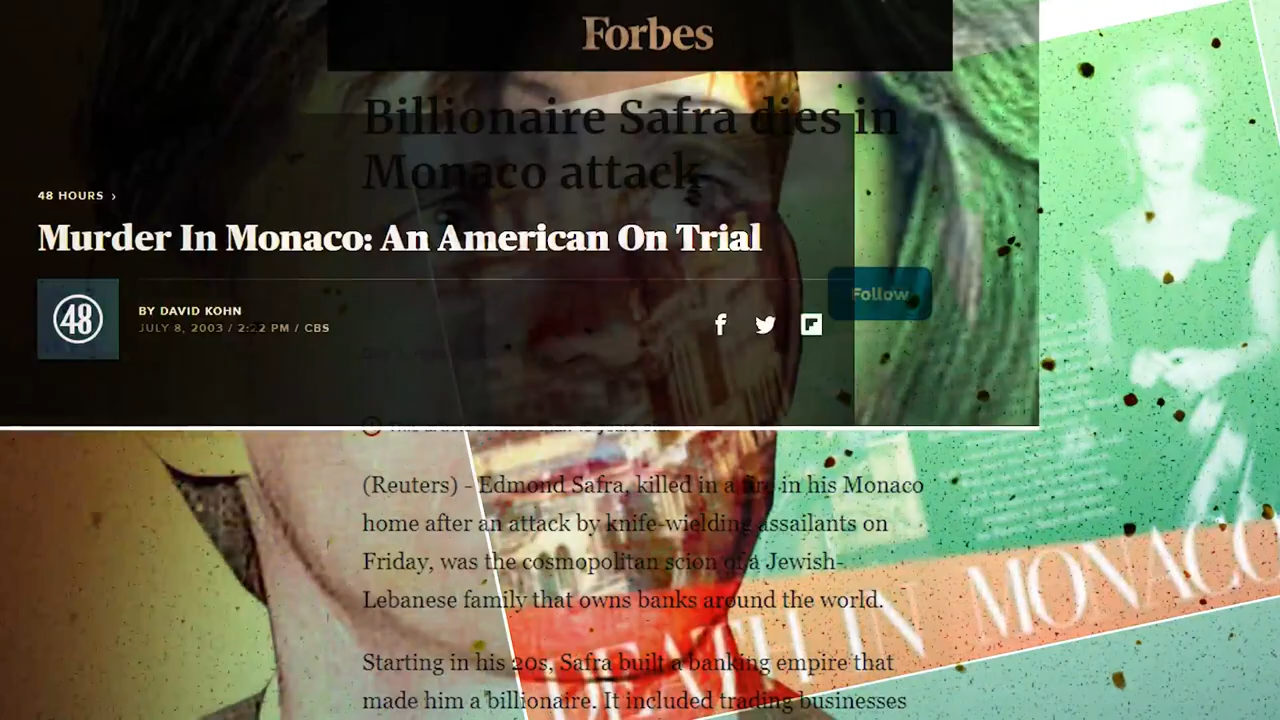 Forbes
Billionaire Safra dies in
Monaco attack
48 HOURS ›
Murder In Monaco: An American On Trial
48
BY DAVID KOHN
JULY 8, 2003 / 2:22 PM / CBS
Follow
(Reuters) - Edmond Safra, killed in a fire in his Monaco
home after an attack by knife-wielding assailants on
Friday, was the cosmopolitan scion of a Jewish-
Lebanese family that owns banks around the world.
Starting in his 20s, Safra built a banking empire that
made him a billionaire. It included trading businesses
DEATH IN MONACO